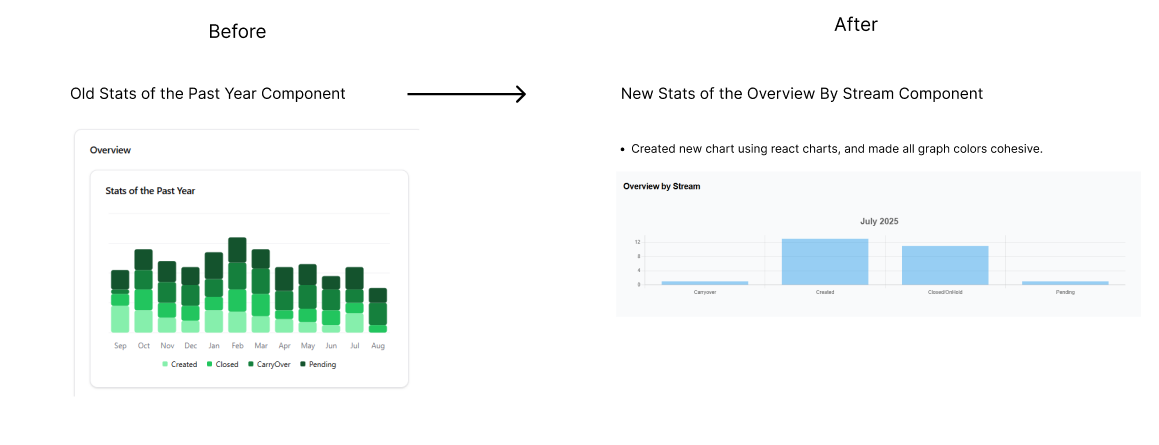 Before
After
Old Stats of the Past Year Component
New Stats of the Overview By Stream Component
Overview
Stats of the Past Year
Sep Oct Nov Dec Jan Feb Mar Apr May Jun Jul Aug
Created Closed CarryOver Pending
• Created new chart using react charts, and made all graph colors cohesive.
Overview by Stream
July 2025
12
8
4
0
Carryover Created Closed/OnHold Pending